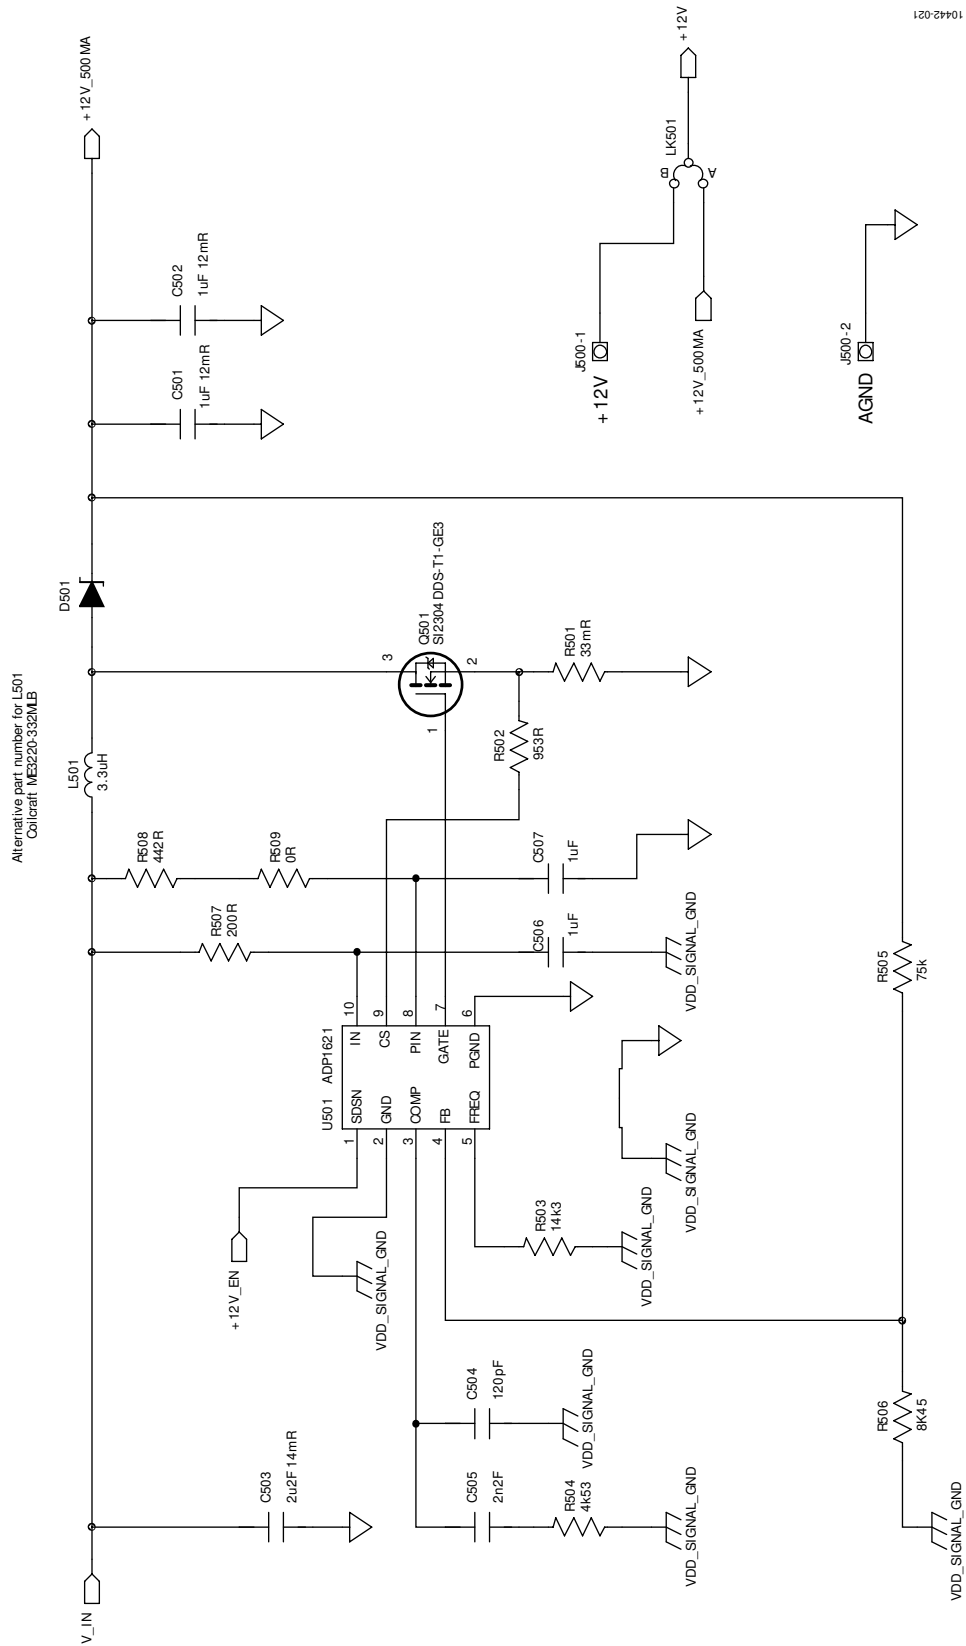 Alternative part number for L501
Coilcraft ME3220-332MLB
V_IN
+12V_500MA
L501
3.3uH
D501
C503
2u2F 14mR
R508
442R
R509
0R
R507
200R
C501
1uF 12mR
C502
1uF 12mR
+12V_EN
VDD_SIGNAL_GND
U501 ADP1621
1
2
3
4
5
SDSN
GND
COMP
FB
FREQ
IN
CS
PIN
GATE
PGND
10
9
8
7
6
1
3
2
Q501
SI2304DDS-T1-GE3
R502
953R
R501
33mR
C505
2n2F
R504
4k53
VDD_SIGNAL_GND
C504
120pF
VDD_SIGNAL_GND
R503
14k3
VDD_SIGNAL_GND
VDD_SIGNAL_GND
C506
1uF
VDD_SIGNAL_GND
C507
1uF
R506
8K45
VDD_SIGNAL_GND
R505
75k
J500-1
+12V
+12V_500MA
B
A
LK501
+12V
J500-2
AGND
10442-021